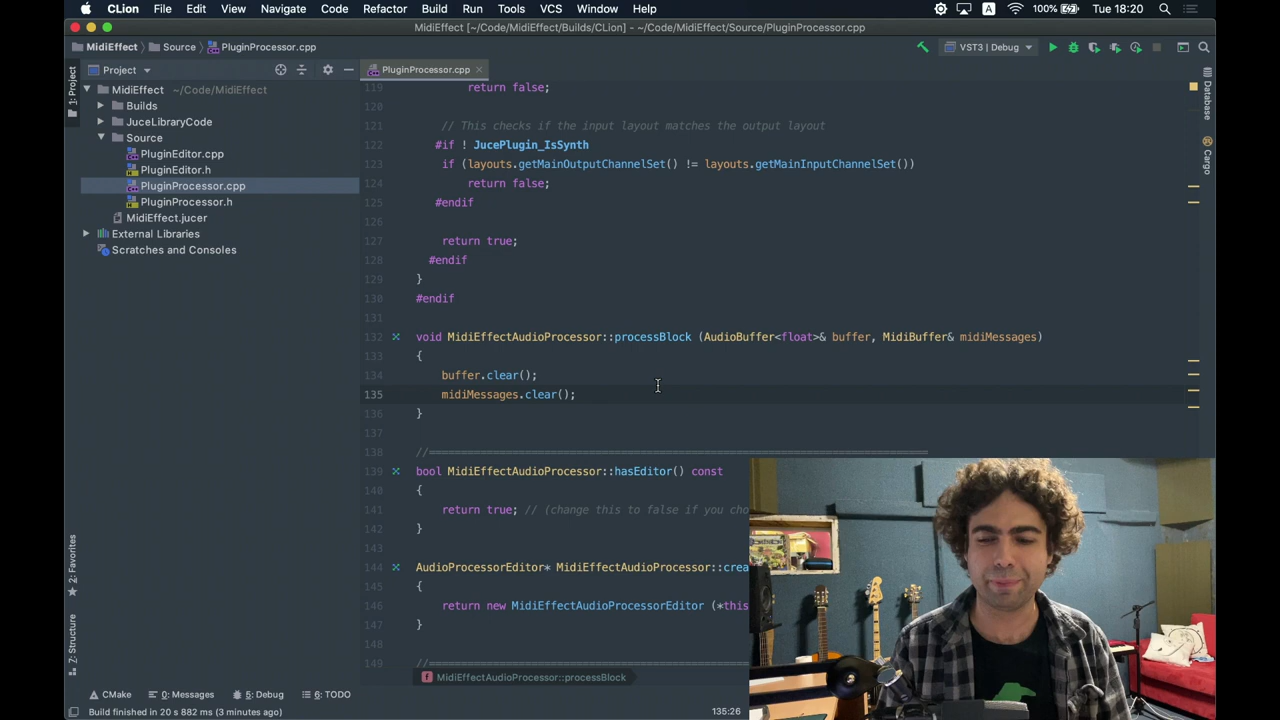 CLion File Edit View Navigate Code Refactor Build Run Tools VCS Window Help A 100% Tue 18:20
MidiEffect [~/Code/MidiEffect/Builds/CLion] - ~/Code/MidiEffect/Source/PluginProcessor.cpp
MidiEffect Source PluginProcessor.cpp VST3 | Debug
1: Project
Project
MidiEffect ~/Code/MidiEffect
Builds
JuceLibraryCode
Source
PluginEditor.cpp
PluginEditor.h
PluginProcessor.cpp
PluginProcessor.h
MidiEffect.jucer
External Libraries
Scratches and Consoles
PluginProcessor.cpp
119 return false;
120
121 // This checks if the input layout matches the output layout
122 #if ! JucePlugin_IsSynth
123 if (layouts.getMainOutputChannelSet() != layouts.getMainInputChannelSet())
124 return false;
125 #endif
126
127 return true;
128 #endif
129 }
130 #endif
131
132 void MidiEffectAudioProcessor::processBlock (AudioBuffer<float>& buffer, MidiBuffer& midiMessages)
133 {
134 buffer.clear();
135 midiMessages.clear();
136 }
137
138 //==============================================================================
139 bool MidiEffectAudioProcessor::hasEditor() const
140 {
141 return true; // (change this to false if you cho
142 }
143
144 AudioProcessorEditor* MidiEffectAudioProcessor::crea
145 {
146 return new MidiEffectAudioProcessorEditor (*this
147 }
148
149 //==================================================
f MidiEffectAudioProcessor::processBlock
Database
Cargo
2: Favorites
7: Structure
CMake 0: Messages 5: Debug 6: TODO
Build finished in 20 s 882 ms (3 minutes ago) 135:26